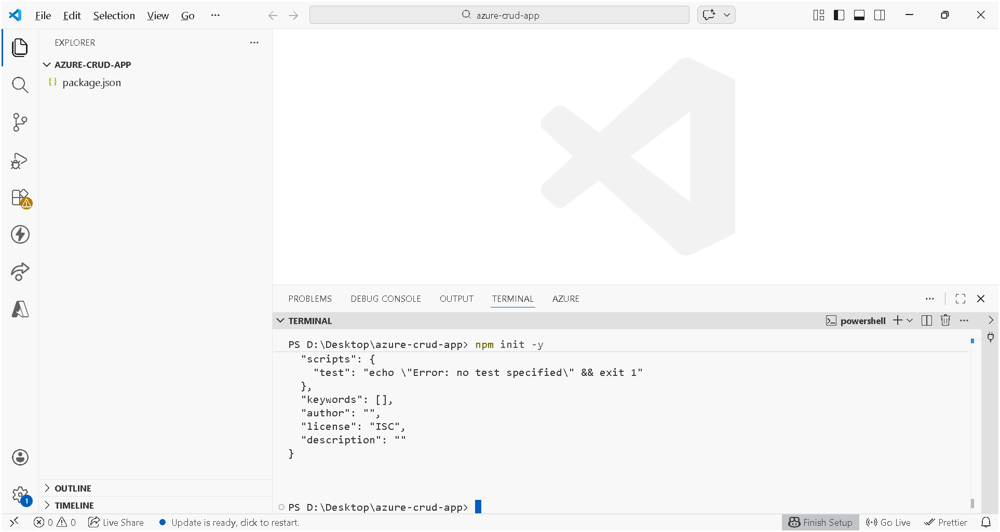 File Edit Selection View Go ···
azure-crud-app
EXPLORER
AZURE-CRUD-APP
{} package.json
OUTLINE
TIMELINE
PROBLEMS DEBUG CONSOLE OUTPUT TERMINAL AZURE
TERMINAL
powershell
PS D:\Desktop\azure-crud-app> npm init -y
"scripts": {
"test": "echo \"Error: no test specified\" && exit 1"
},
"keywords": [],
"author": "",
"license": "ISC",
"description": ""
}
PS D:\Desktop\azure-crud-app>
1
0 0 Live Share Update is ready, click to restart. Finish Setup Go Live Prettier